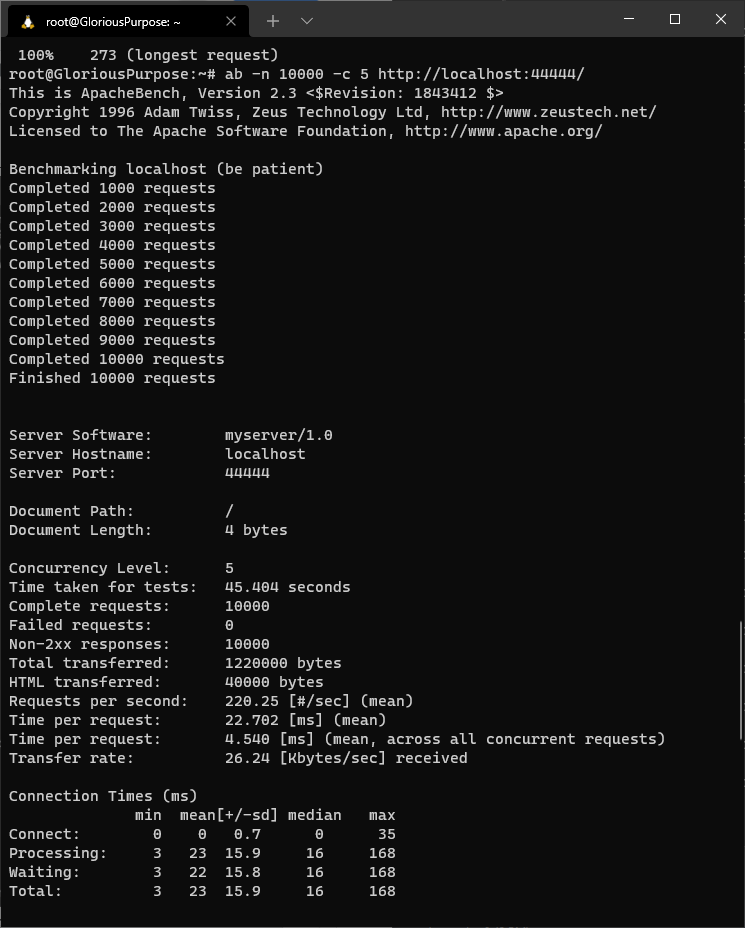 root@GloriousPurpose: ~
100%    273 (longest request)
root@GloriousPurpose:~# ab -n 10000 -c 5 http://localhost:44444/
This is ApacheBench, Version 2.3 <$Revision: 1843412 $>
Copyright 1996 Adam Twiss, Zeus Technology Ltd, http://www.zeustech.net/
Licensed to The Apache Software Foundation, http://www.apache.org/
Benchmarking localhost (be patient)
Completed 1000 requests
Completed 2000 requests
Completed 3000 requests
Completed 4000 requests
Completed 5000 requests
Completed 6000 requests
Completed 7000 requests
Completed 8000 requests
Completed 9000 requests
Completed 10000 requests
Finished 10000 requests
Server Software:        myserver/1.0
Server Hostname:        localhost
Server Port:            44444
Document Path:          /
Document Length:        4 bytes
Concurrency Level:      5
Time taken for tests:   45.404 seconds
Complete requests:      10000
Failed requests:        0
Non-2xx responses:      10000
Total transferred:      1220000 bytes
HTML transferred:       40000 bytes
Requests per second:    220.25 [#/sec] (mean)
Time per request:       22.702 [ms] (mean)
Time per request:       4.540 [ms] (mean, across all concurrent requests)
Transfer rate:          26.24 [Kbytes/sec] received
Connection Times (ms)
              min  mean[+/-sd] median   max
Connect:        0    0   0.7      0      35
Processing:     3   23  15.9     16     168
Waiting:        3   22  15.8     16     168
Total:          3   23  15.9     16     168